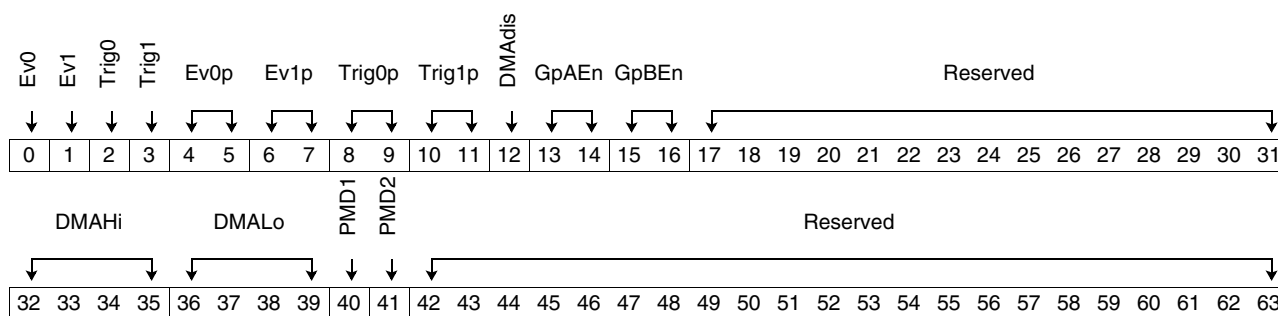 Ev0 Ev1 Trig0 Trig1 Ev0p Ev1p Trig0p Trig1p DMAdis GpAEn GpBEn Reserved
0 1 2 3 4 5 6 7 8 9 10 11 12 13 14 15 16 17 18 19 20 21 22 23 24 25 26 27 28 29 30 31
DMAHi DMALo PMD1 PMD2 Reserved
32 33 34 35 36 37 38 39 40 41 42 43 44 45 46 47 48 49 50 51 52 53 54 55 56 57 58 59 60 61 62 63